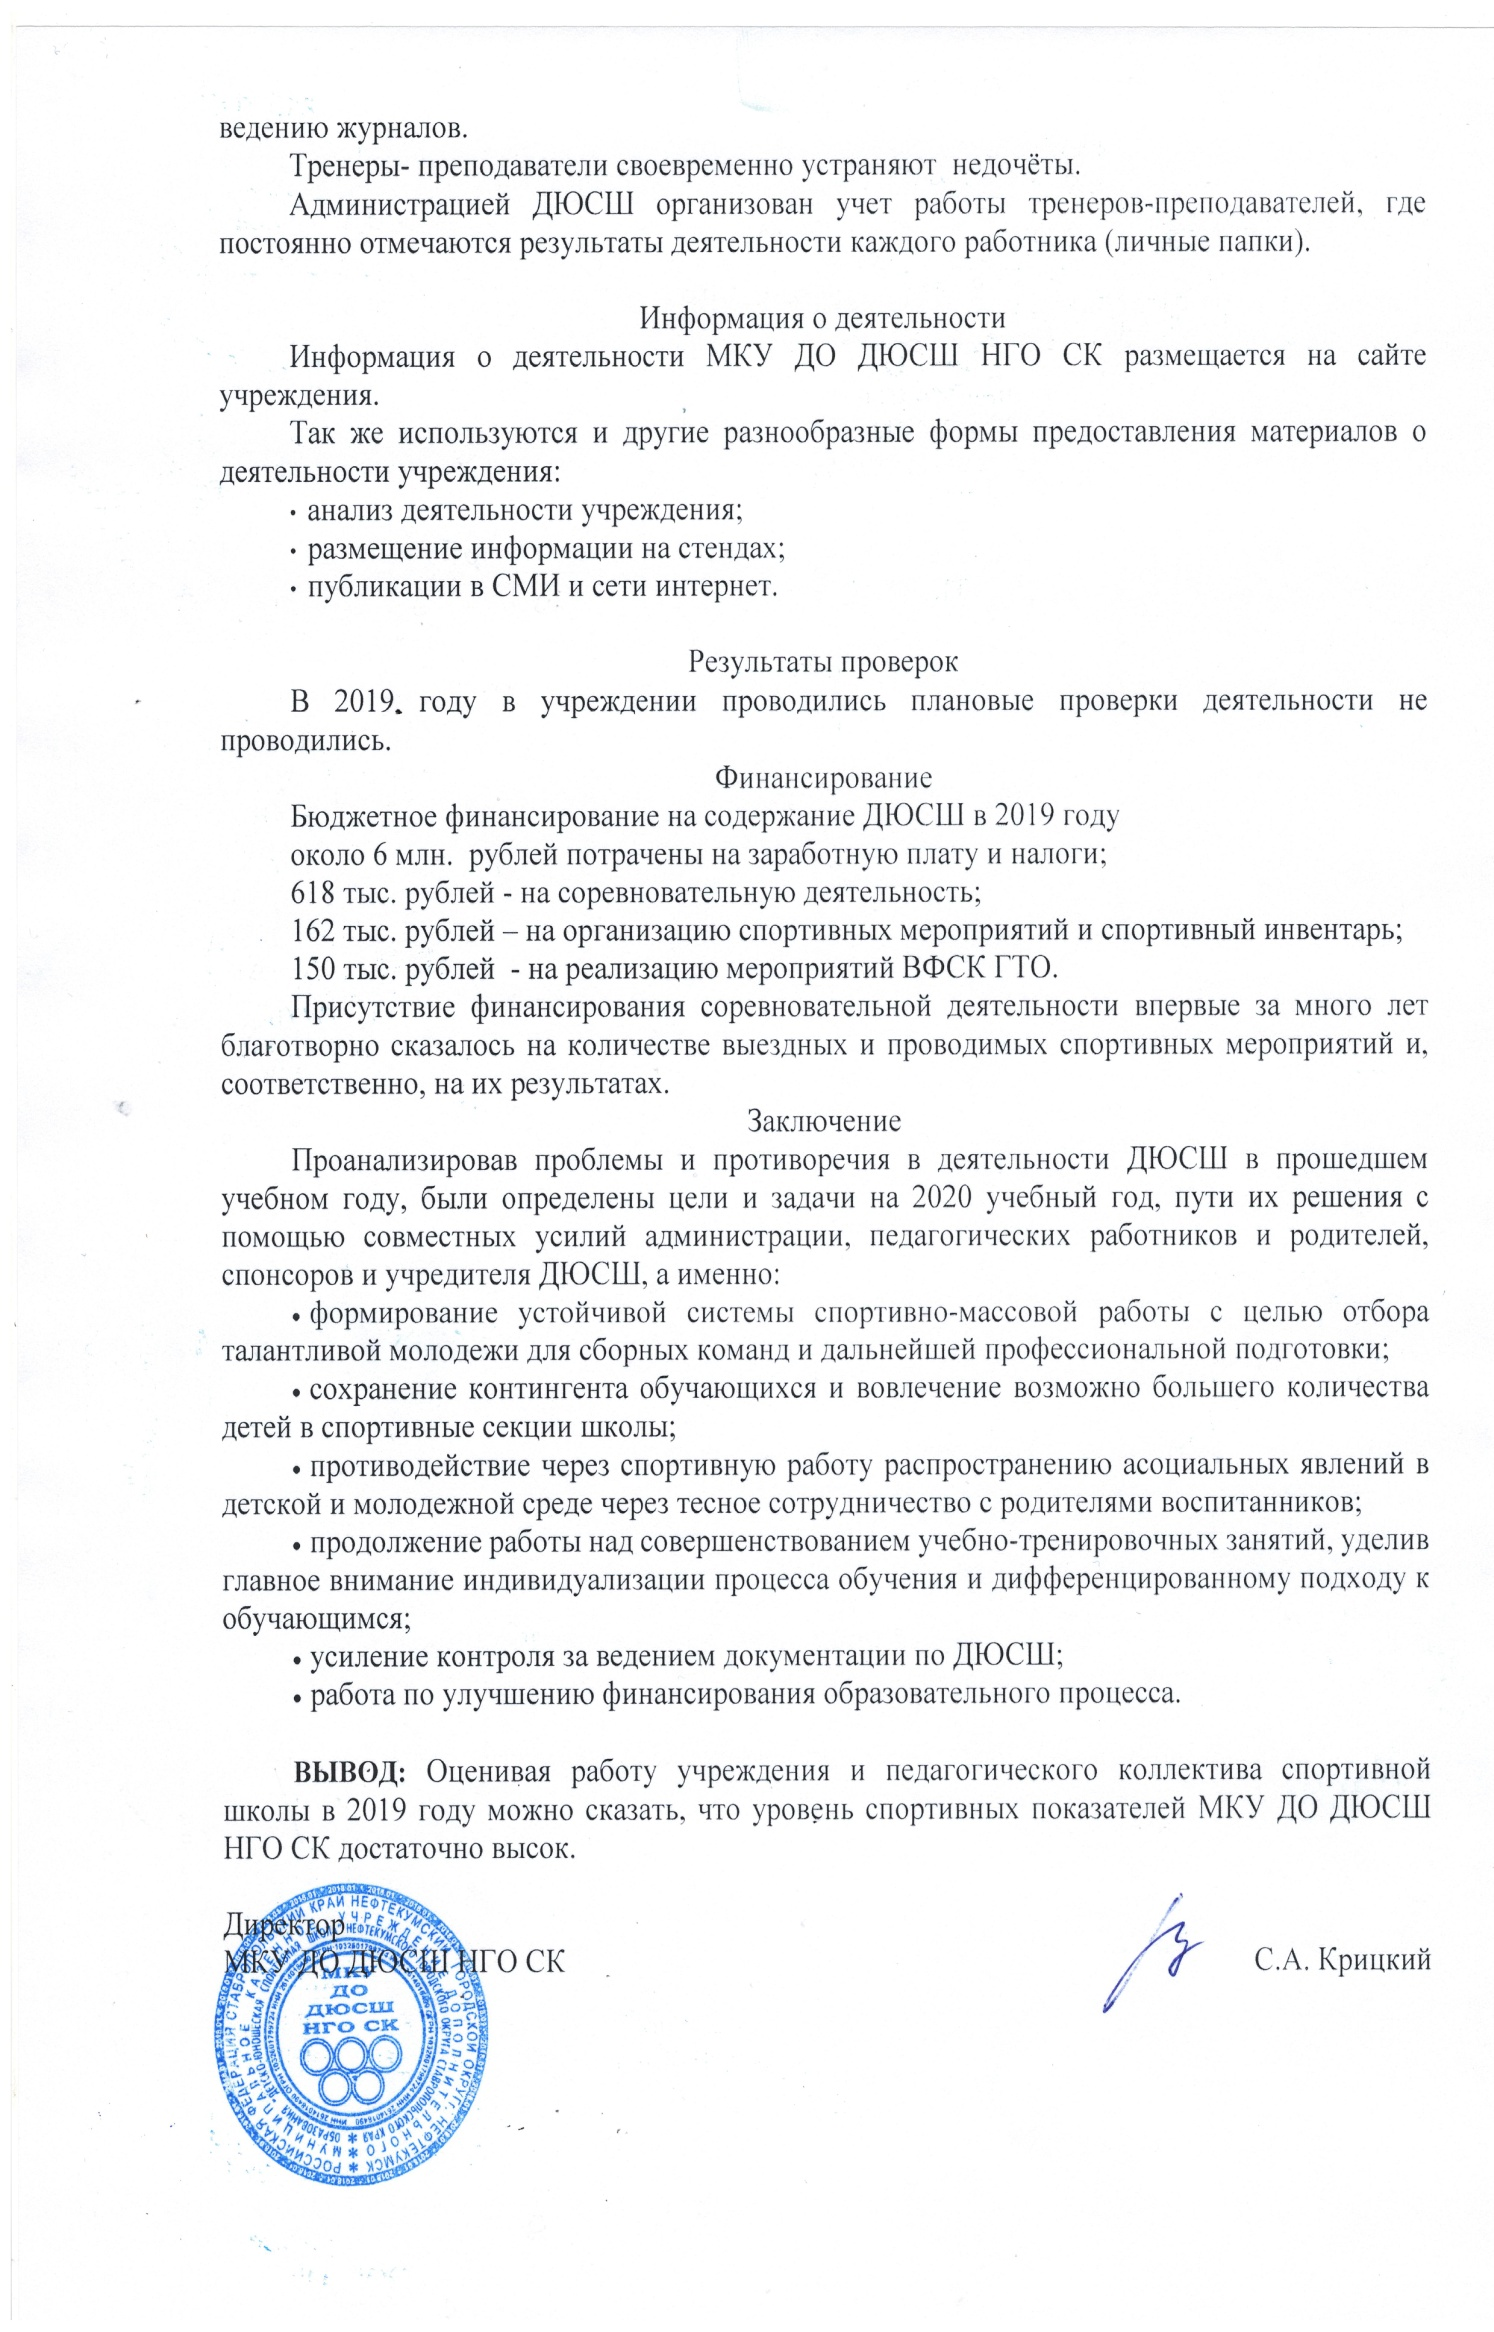 ведению журналов.
Тренеры- преподаватели своевременно устраняют недочёты.
Администрацией ДЮСШ организован учет работы тренеров-преподавателей, где
постоянно отмечаются результаты деятельности каждого работника (личные папки).
Информация о деятельности
Информация о деятельности МКУ ДО ДЮСШ НГО СК размещается на сайте
учреждения.
Так же используются и другие разнообразные формы предоставления материалов о
деятельности учреждения:
• анализ деятельности учреждения;
• размещение информации на стендах;
• публикации в СМИ и сети интернет.
Результаты проверок
В 2019. году в учреждении проводились плановые проверки деятельности не
проводились.
Финансирование
Бюджетное финансирование на содержание ДЮСШ в 2019 году
около 6 млн. рублей потрачены на заработную плату и налоги;
618 тыс. рублей - на соревновательную деятельность;
162 тыс. рублей – на организацию спортивных мероприятий и спортивный инвентарь;
150 тыс. рублей - на реализацию мероприятий ВФСК ГТО.
Присутствие финансирования соревновательной деятельности впервые за много лет
благотворно сказалось на количестве выездных и проводимых спортивных мероприятий и,
соответственно, на их результатах.
Заключение
Проанализировав проблемы и противоречия в деятельности ДЮСШ в прошедшем
учебном году, были определены цели и задачи на 2020 учебный год, пути их решения с
помощью совместных усилий администрации, педагогических работников и родителей,
спонсоров и учредителя ДЮСШ, а именно:
• формирование устойчивой системы спортивно-массовой работы с целью отбора
талантливой молодежи для сборных команд и дальнейшей профессиональной подготовки;
• сохранение контингента обучающихся и вовлечение возможно большего количества
детей в спортивные секции школы;
• противодействие через спортивную работу распространению асоциальных явлений в
детской и молодежной среде через тесное сотрудничество с родителями воспитанников;
• продолжение работы над совершенствованием учебно-тренировочных занятий, уделив
главное внимание индивидуализации процесса обучения и дифференцированному подходу к
обучающимся;
• усиление контроля за ведением документации по ДЮСШ;
• работа по улучшению финансирования образовательного процесса.
ВЫВОД: Оценивая работу учреждения и педагогического коллектива спортивной
школы в 2019 году можно сказать, что уровень спортивных показателей МКУ ДО ДЮСШ
НГО СК достаточно высок.
Директор
МКУ ДО ДЮСШ НГО СК С.А. Крицкий
МКУ
ДО
ДЮСШ
НГО СК